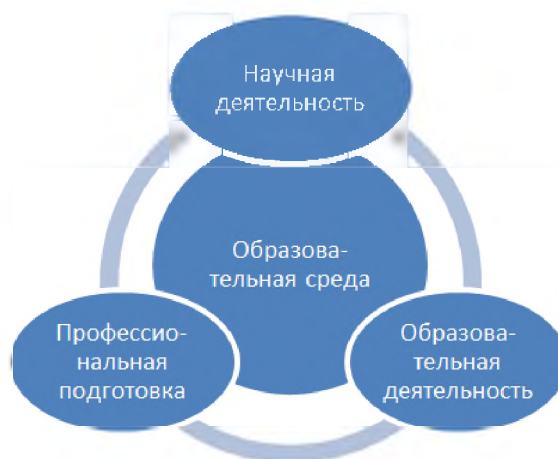 Научная
деятельность
Образова-
тельная среда
Профессио-
нальная
подготовка
Образова-
тельная
деятельность